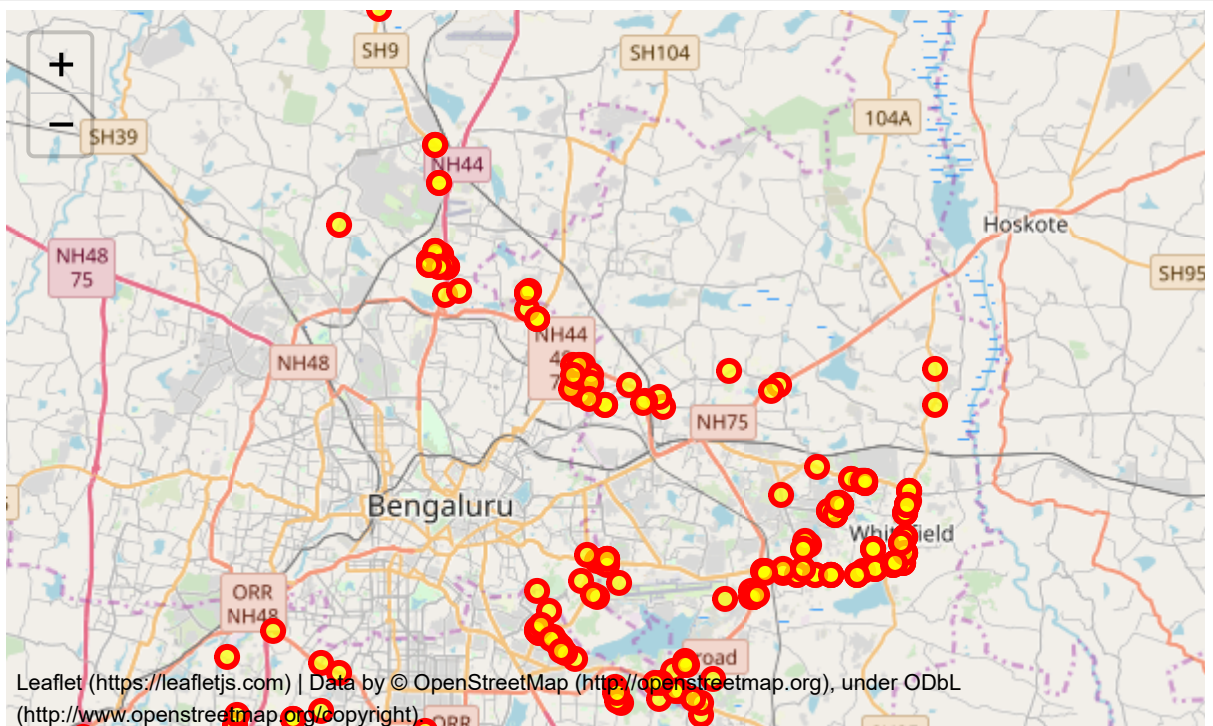 +
SH9
SH104
−
SH39
104A
NH44
Hoskote
NH48
75
SH95
NH44
NH48
NH75
Bengaluru
ORR
NH48
road
Leaflet (https://leafletjs.com) | Data by © OpenStreetMap (http://openstreetmap.org), under ODbL
(http://www.openstreetmap.org/copyright).
ORR